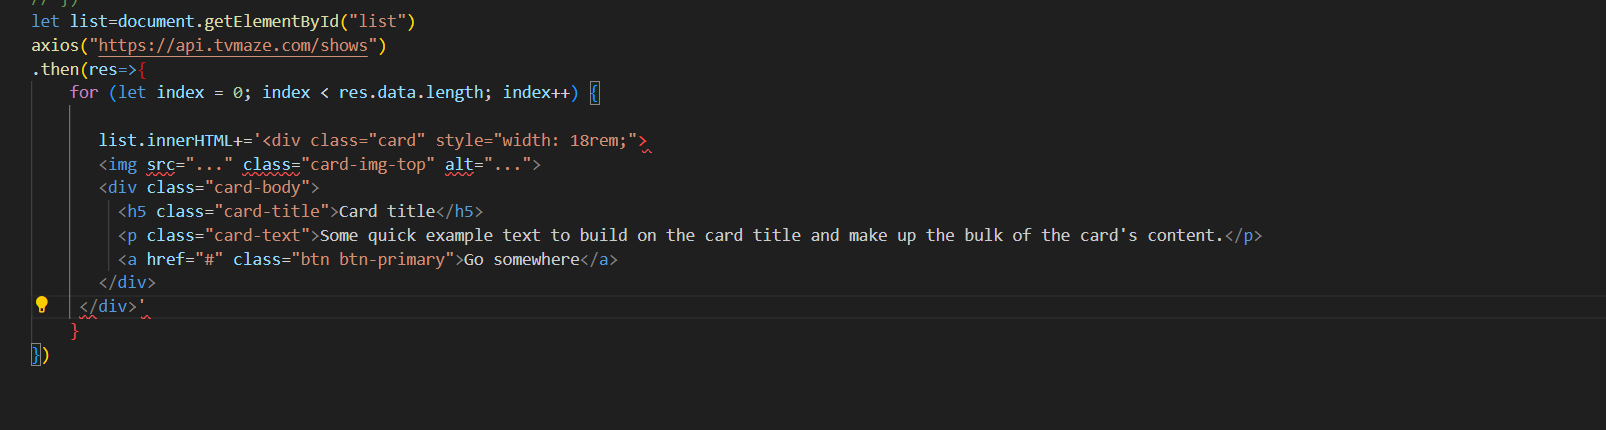 // })
let list=document.getElementById("list")
axios("https://api.tvmaze.com/shows")
.then(res=>{
for (let index = 0; index < res.data.length; index++) {
list.innerHTML+='<div class="card" style="width: 18rem;">
<img src="..." class="card-img-top" alt="...">
<div class="card-body">
<h5 class="card-title">Card title</h5>
<p class="card-text">Some quick example text to build on the card title and make up the bulk of the card's content.</p>
<a href="#" class="btn btn-primary">Go somewhere</a>
</div>
</div>'
}
})